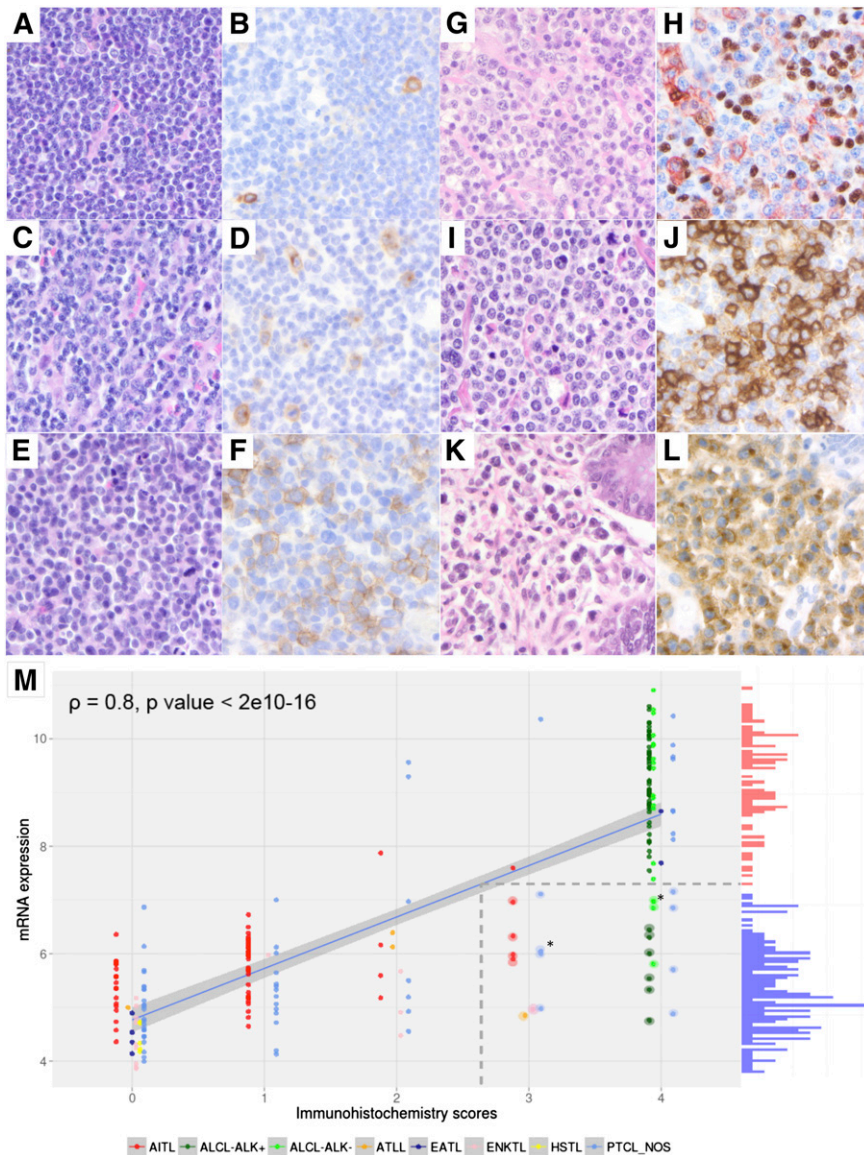 A B G H
C D I J
E F K L
M
ρ = 0.8, p value < 2e10-16
10
8
6
4
mRNA expression
*
*
0 1 2 3 4
Immunohistochemistry scores
AITL ALCL-ALK+ ALCL-ALK- ATLL EATL ENKTL HSTL PTCL_NOS